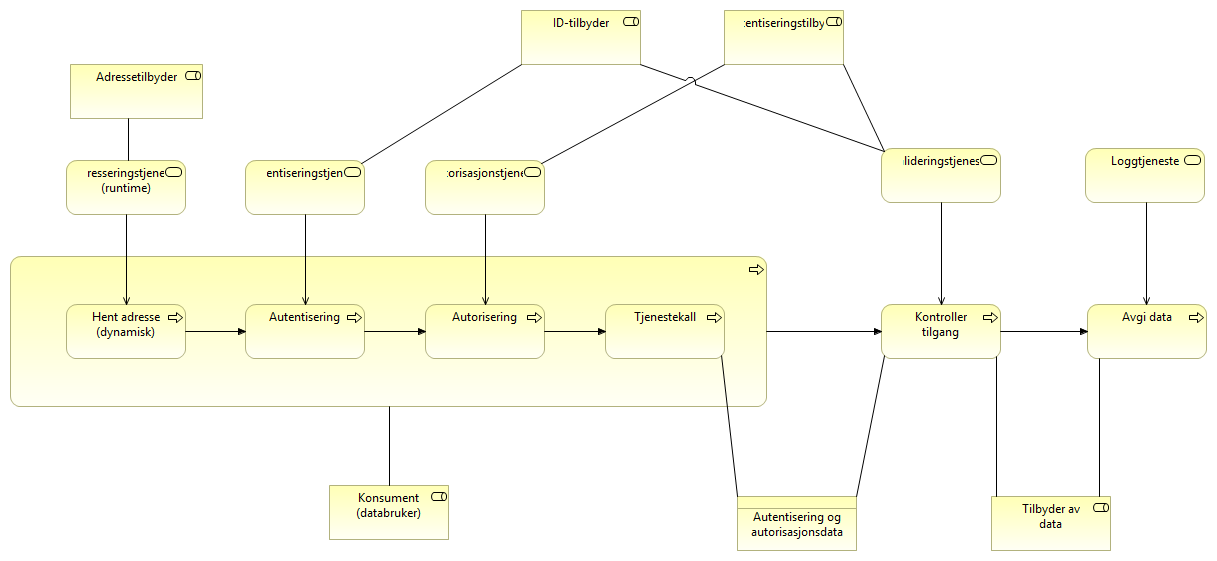 ID-tilbyder
entiseringstilby
Adressetilbyder
resseringstjene
(runtime)
entiseringstjen
orisasjonstjene
lideringstjenes
Loggtjeneste
Hent adresse
(dynamisk)
Autentisering
Autorisering
Tjenestekall
Kontroller
tilgang
Avgi data
Konsument
(databruker)
Autentisering og
autorisasjonsdata
Tilbyder av
data